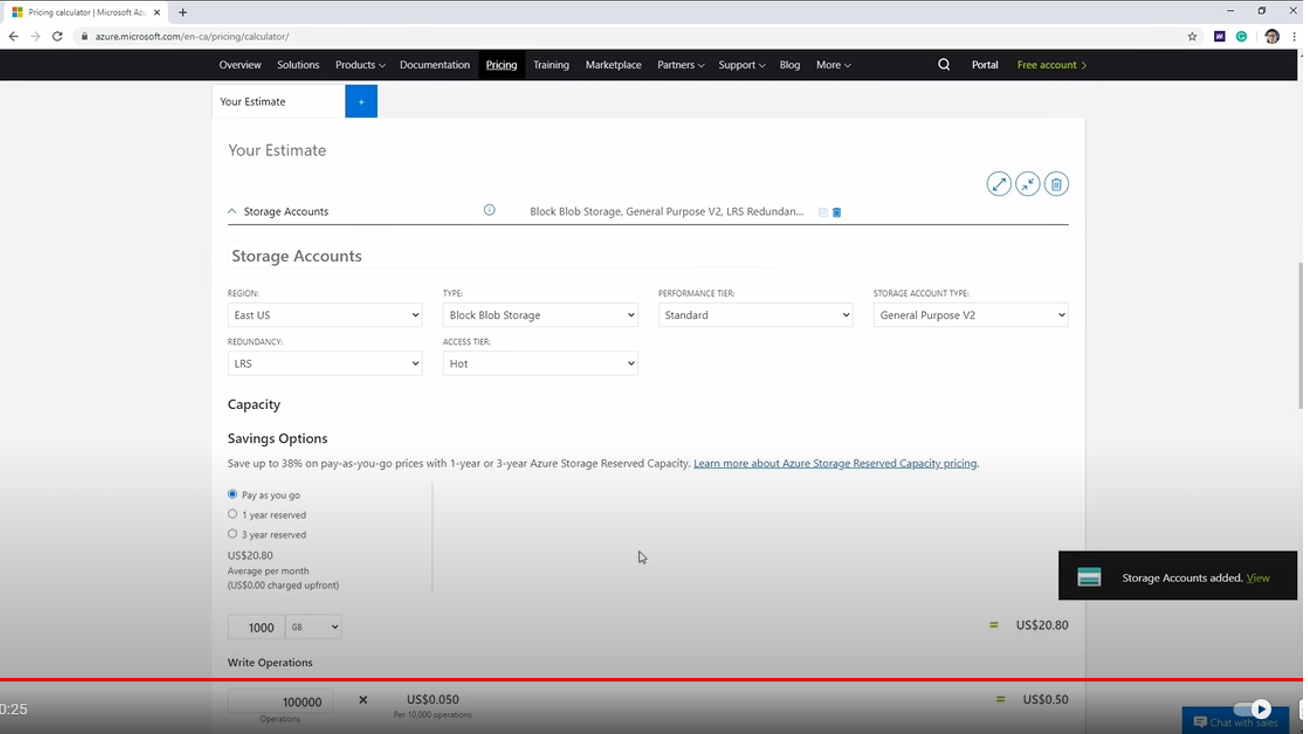 Pricing calculator | Microsoft Az
azure.microsoft.com/en-ca/pricing/calculator/
Overview Solutions Products Documentation Pricing Training Marketplace Partners Support Blog More Portal Free account
Your Estimate +
Your Estimate
Storage Accounts Block Blob Storage, General Purpose V2, LRS Redundan...
Storage Accounts
REGION: TYPE: PERFORMANCE TIER: STORAGE ACCOUNT TYPE:
East US Block Blob Storage Standard General Purpose V2
REDUNDANCY: ACCESS TIER:
LRS Hot
Capacity
Savings Options
Save up to 38% on pay-as-you-go prices with 1-year or 3-year Azure Storage Reserved Capacity. Learn more about Azure Storage Reserved Capacity pricing.
Pay as you go
1 year reserved
3 year reserved
US$20.80
Average per month
(US$0.00 charged upfront)
Storage Accounts added. View
1000 GB = US$20.80
Write Operations
100000 × US$0.050 = US$0.50
Operations Per 10,000 operations
0:25
Chat with sales